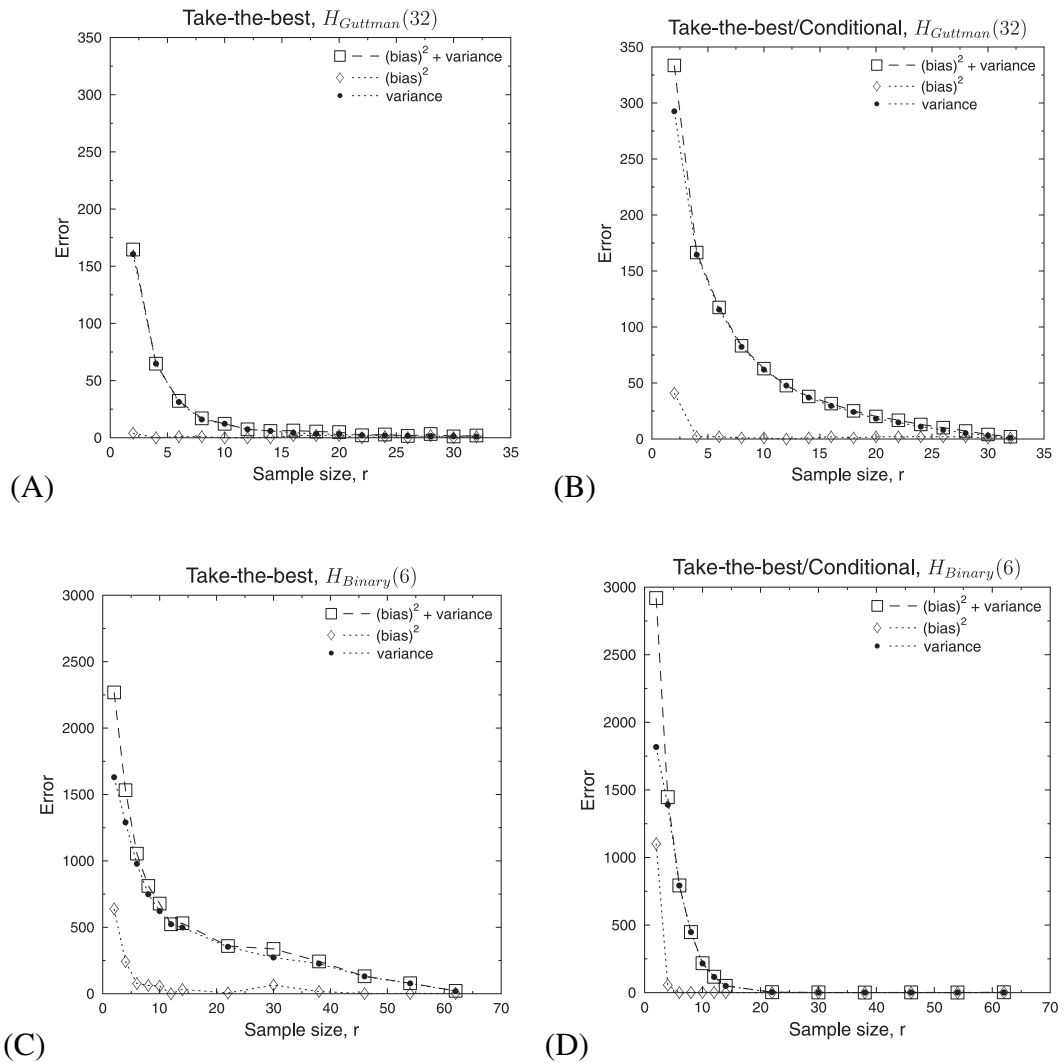 Take-the-best, H_Guttman(32)
350
300
250
200
150
100
50
0
Error
(bias)² + variance
(bias)²
variance
0 5 10 15 20 25 30 35
Sample size, r
(A)
Take-the-best/Conditional, H_Guttman(32)
350
300
250
200
150
100
50
0
Error
(bias)² + variance
(bias)²
variance
0 5 10 15 20 25 30 35
Sample size, r
(B)
Take-the-best, H_Binary(6)
3000
2500
2000
1500
1000
500
0
Error
(bias)² + variance
(bias)²
variance
0 10 20 30 40 50 60 70
Sample size, r
(C)
Take-the-best/Conditional, H_Binary(6)
3000
2500
2000
1500
1000
500
0
Error
(bias)² + variance
(bias)²
variance
0 10 20 30 40 50 60 70
Sample size, r
(D)